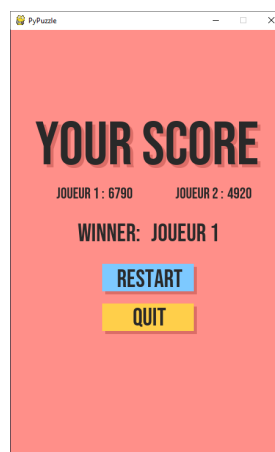 PyPuzzle
YOUR SCORE
JOUEUR 1 : 6790 JOUEUR 2 : 4920
WINNER: JOUEUR 1
RESTART
QUIT